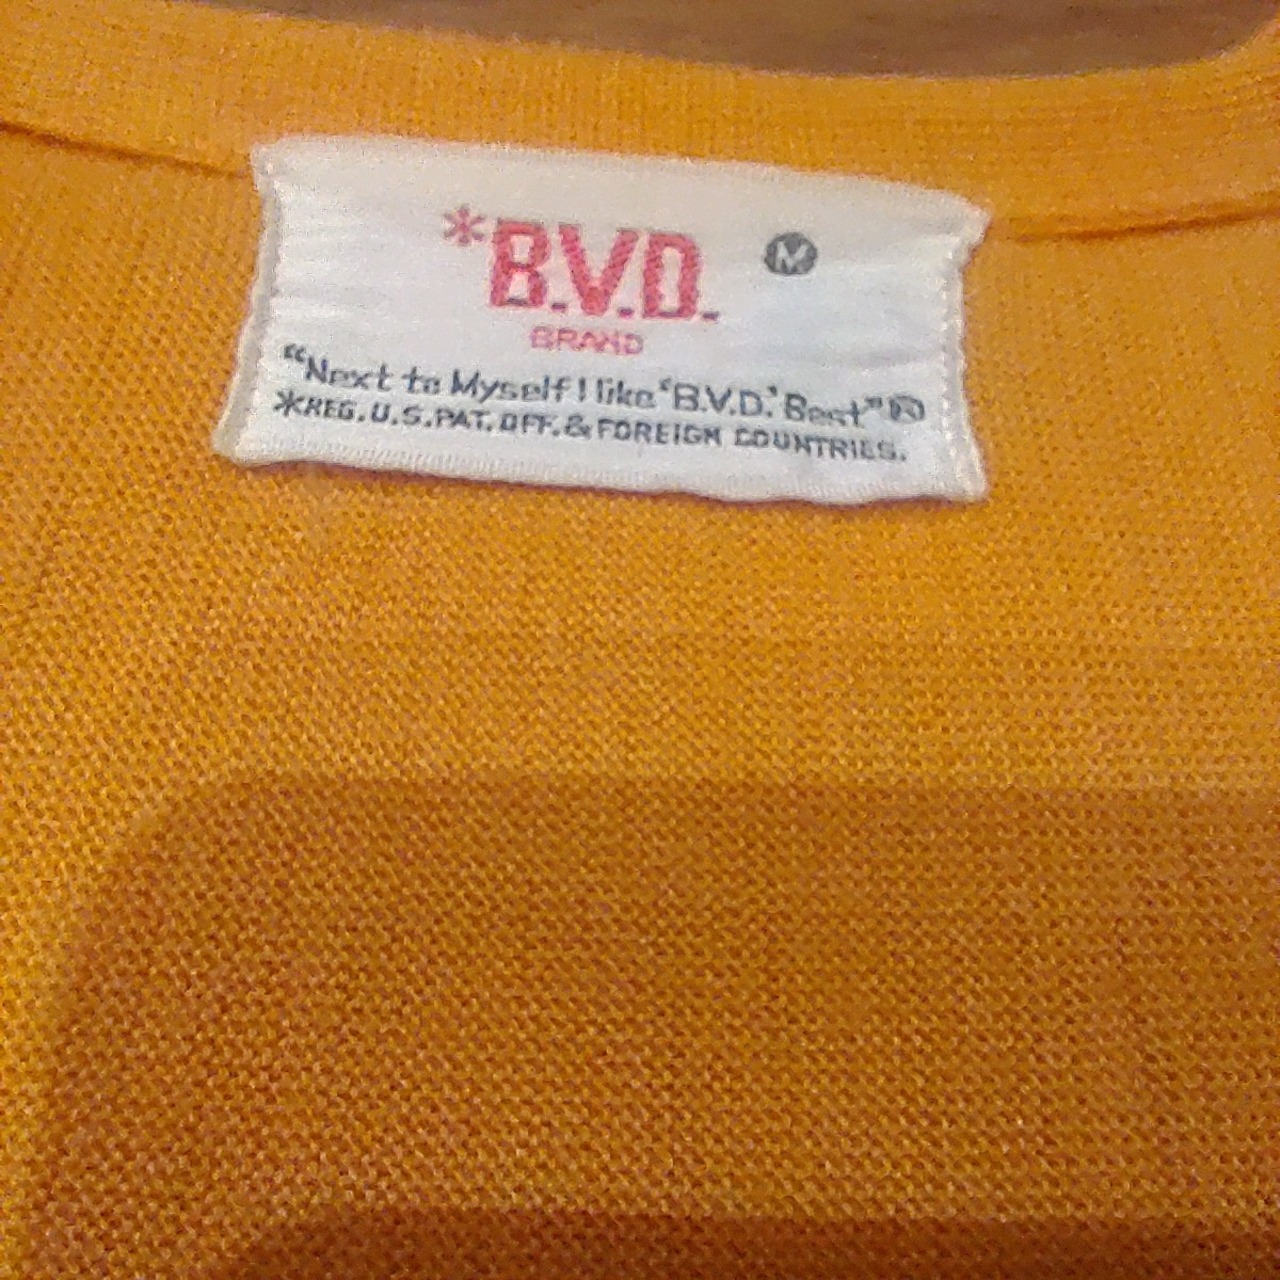 *B.V.D. M
BRAND
“Next to Myself I like ‘B.V.D.’ Best” ®
*REG. U.S. PAT. OFF. & FOREIGN COUNTRIES.